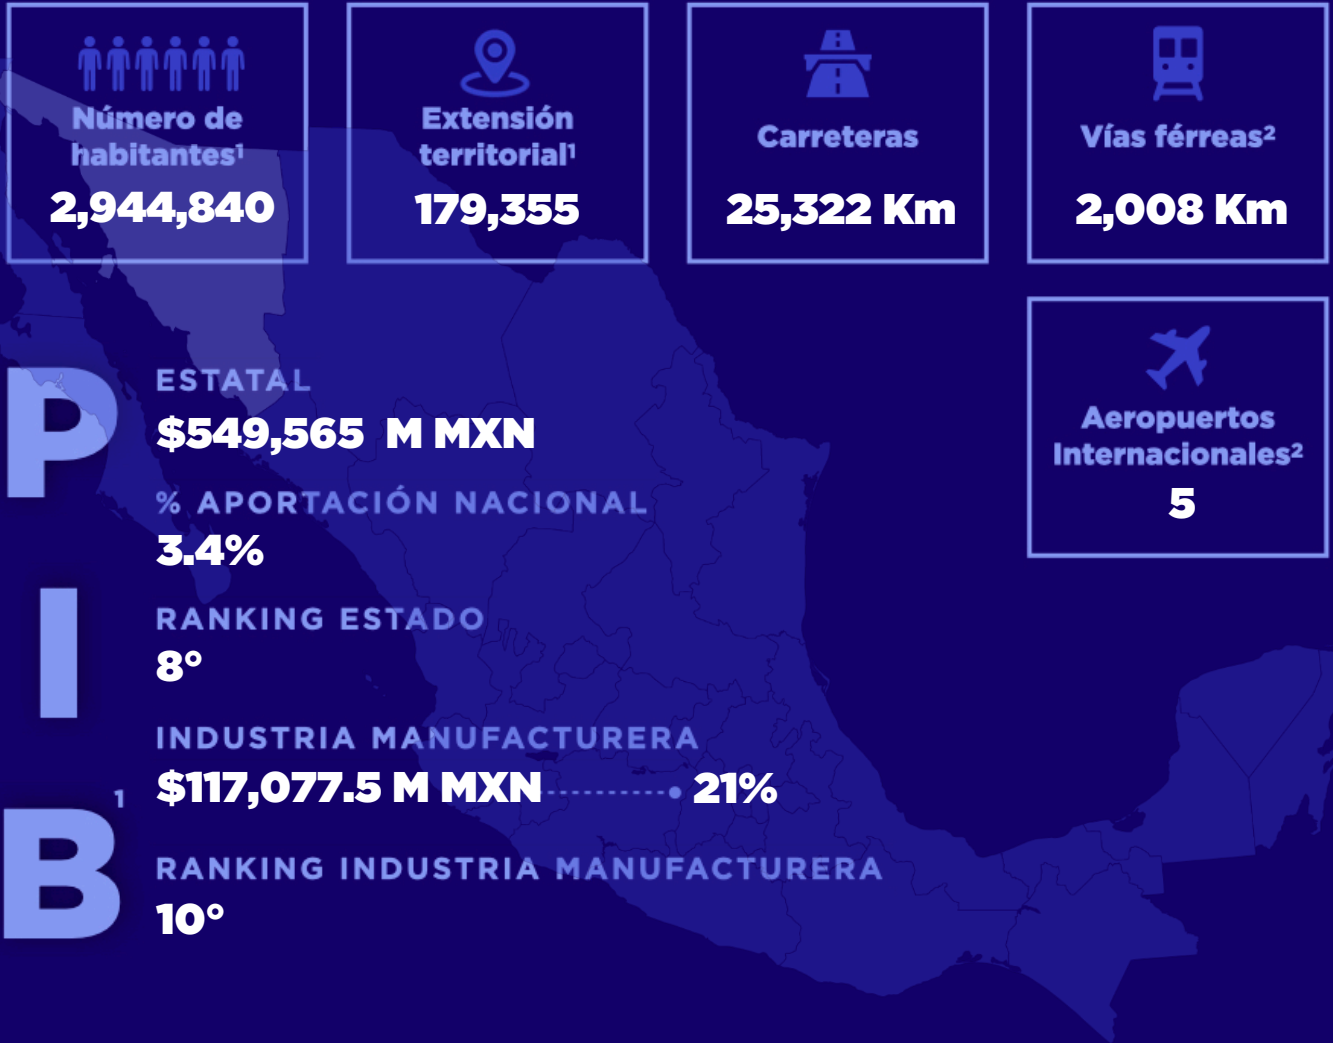 Número de
habitantes¹
2,944,840
Extensión
territorial¹
179,355
Carreteras
25,322 Km
Vías férreas²
2,008 Km
Aeropuertos
Internacionales²
5
PIB¹
ESTATAL
$549,565 M MXN
% APORTACIÓN NACIONAL
3.4%
RANKING ESTADO
8°
INDUSTRIA MANUFACTURERA
$117,077.5 M MXN 21%
RANKING INDUSTRIA MANUFACTURERA
10°